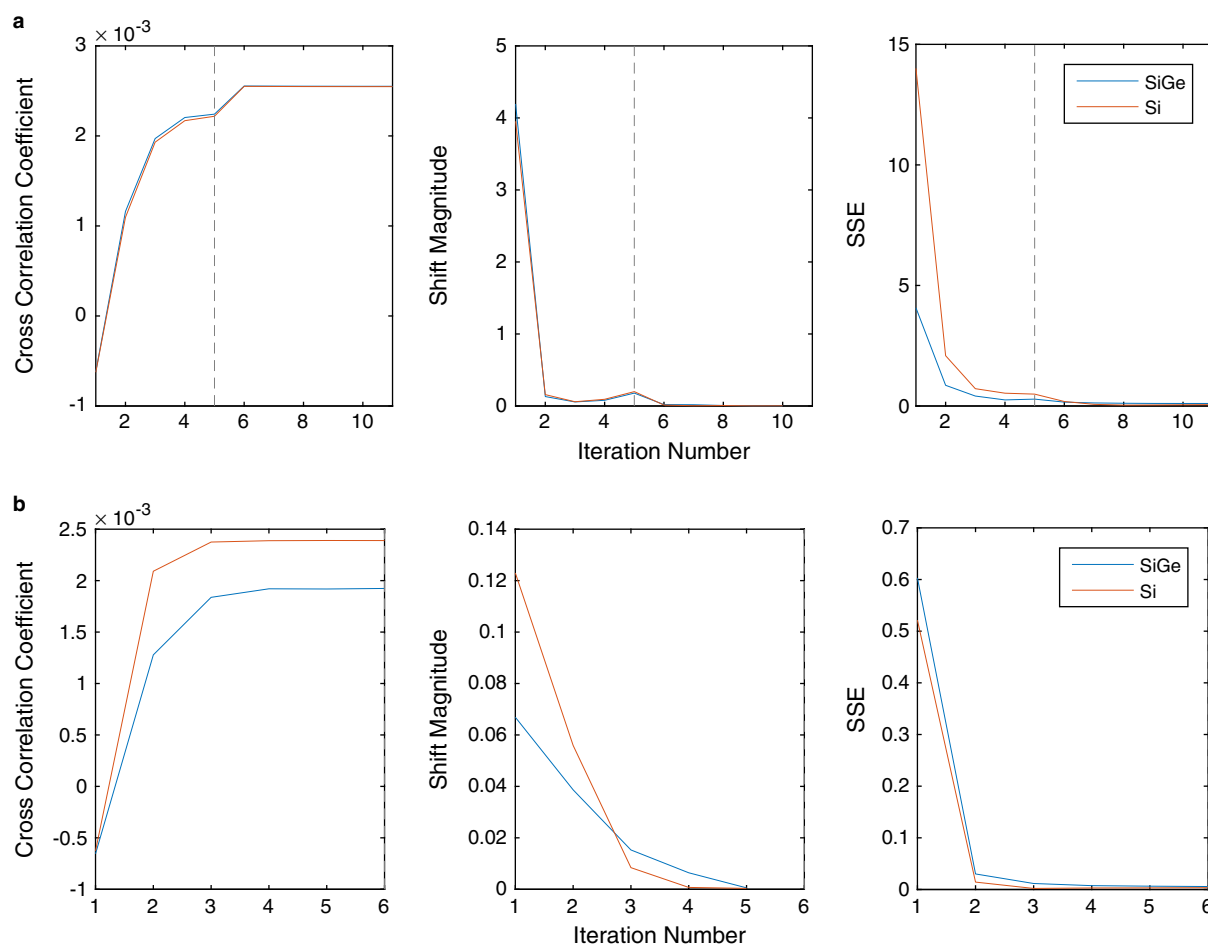 a
× 10-3
3
2
1
0
-1
2 4 6 8 10
Cross Correlation Coefficient
5
4
3
2
1
0
2 4 6 8 10
Shift Magnitude
Iteration Number
15
10
5
0
2 4 6 8 10
SSE
SiGe
Si
b
× 10-3
2.5
2
1.5
1
0.5
0
-0.5
-1
1 2 3 4 5 6
Cross Correlation Coefficient
0.14
0.12
0.1
0.08
0.06
0.04
0.02
0
1 2 3 4 5 6
Shift Magnitude
Iteration Number
0.7
0.6
0.5
0.4
0.3
0.2
0.1
0
1 2 3 4 5 6
SSE
SiGe
Si